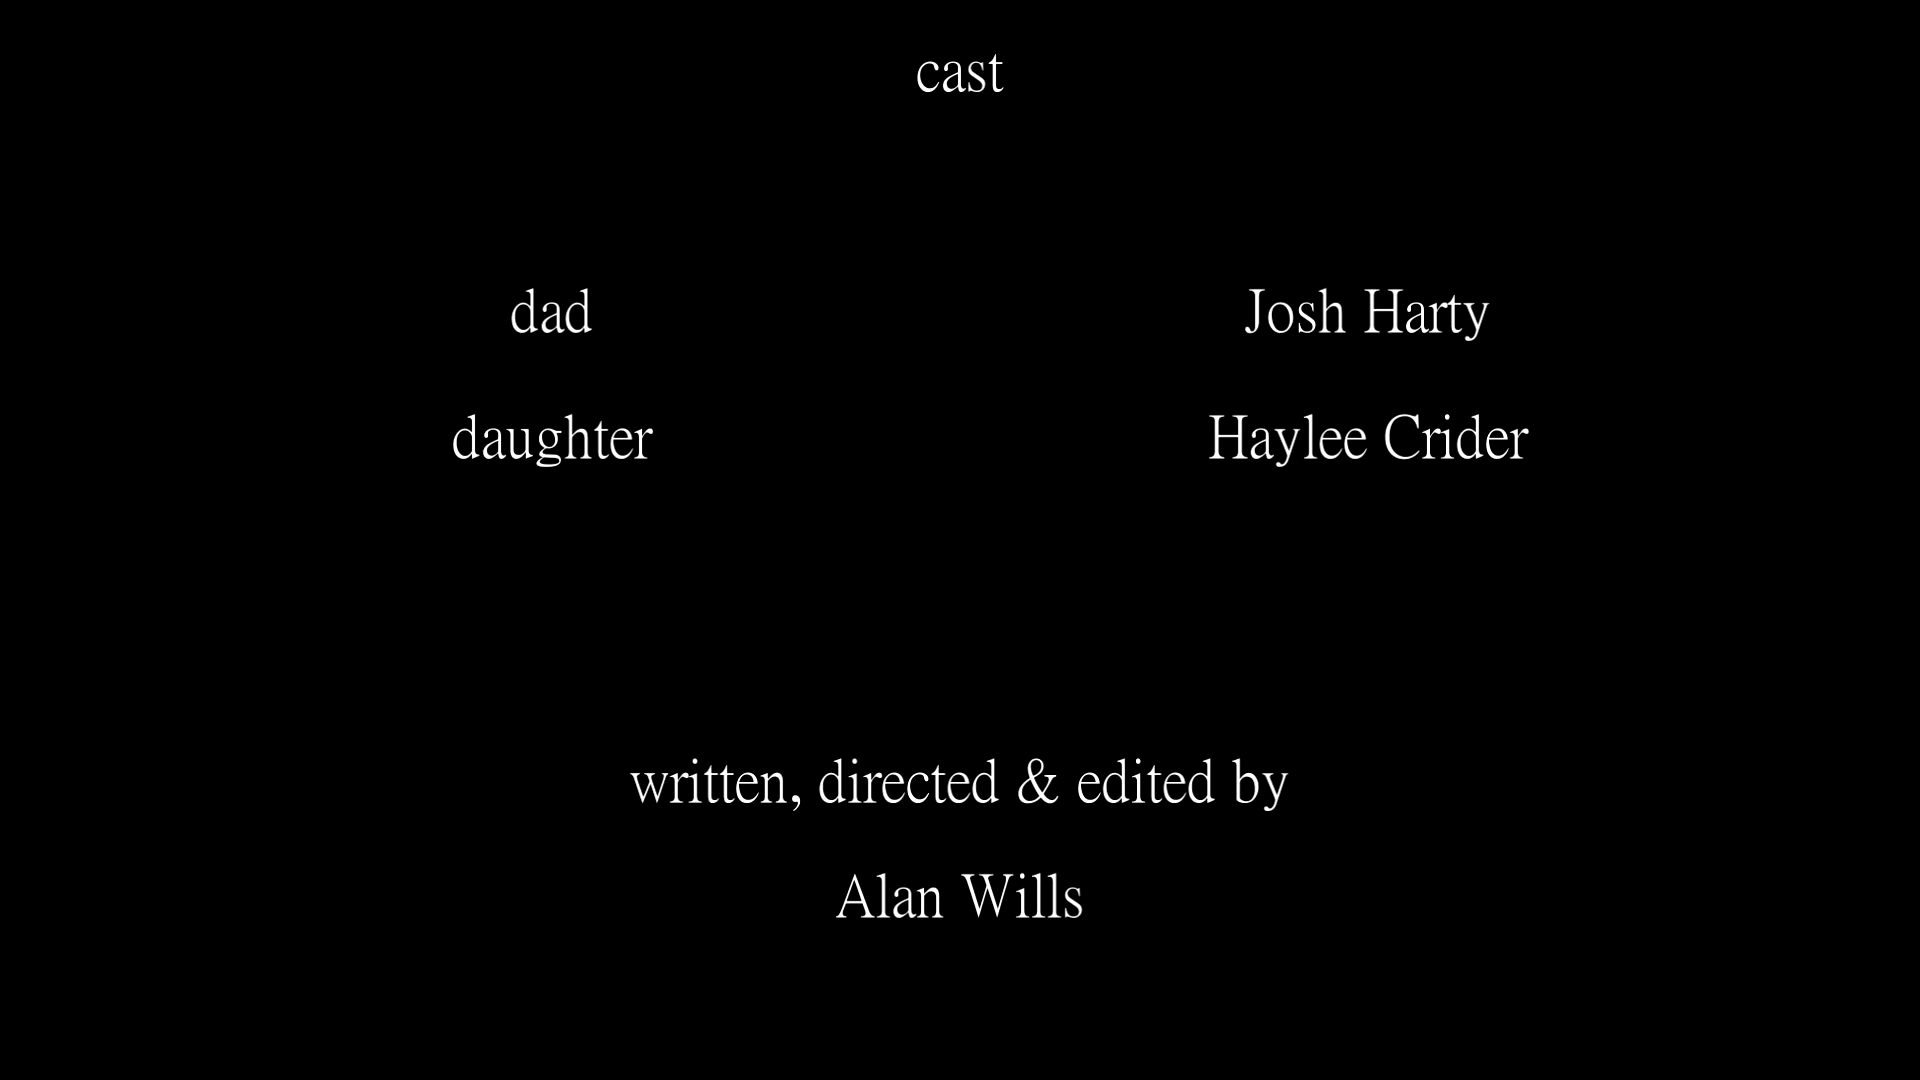 cast
dad Josh Harty
daughter Haylee Crider
written, directed & edited by
Alan Wills